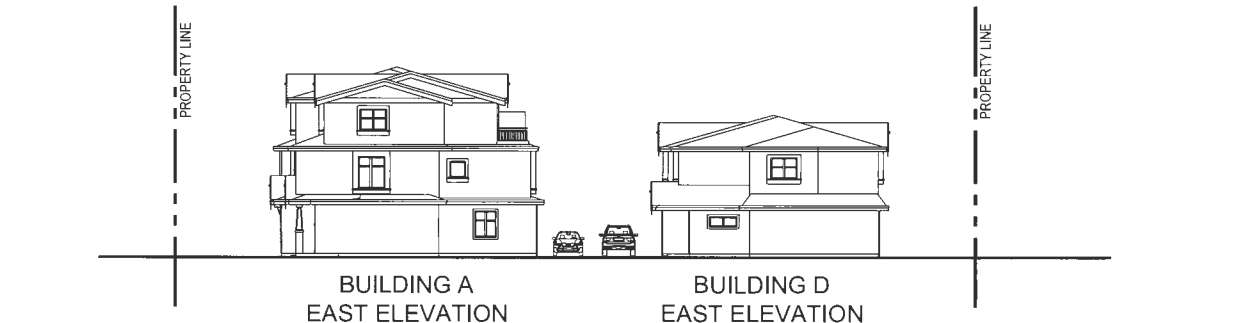 PROPERTY LINE
PROPERTY LINE
BUILDING A
EAST ELEVATION
BUILDING D
EAST ELEVATION